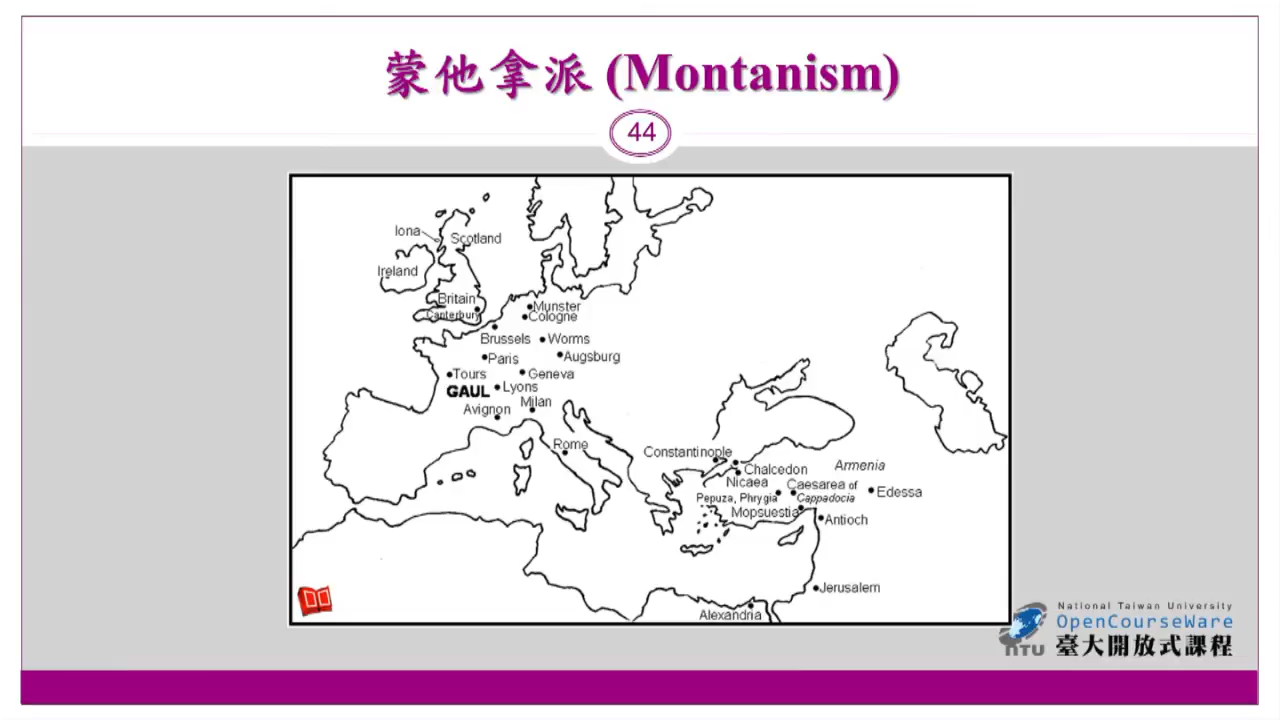 蒙他拿派 (Montanism)
44
Iona
Scotland
Ireland
Britain
Canterbury
Munster
Cologne
Brussels
Worms
Paris
Augsburg
Tours
Geneva
GAUL
Lyons
Milan
Avignon
Rome
Constantinople
Chalcedon
Armenia
Nicaea
Caesarea of
Cappadocia
Edessa
Pepuza, Phrygia
Mopsuestia
Antioch
Jerusalem
Alexandria
National Taiwan University
OpenCourseWare
NTU
臺大開放式課程